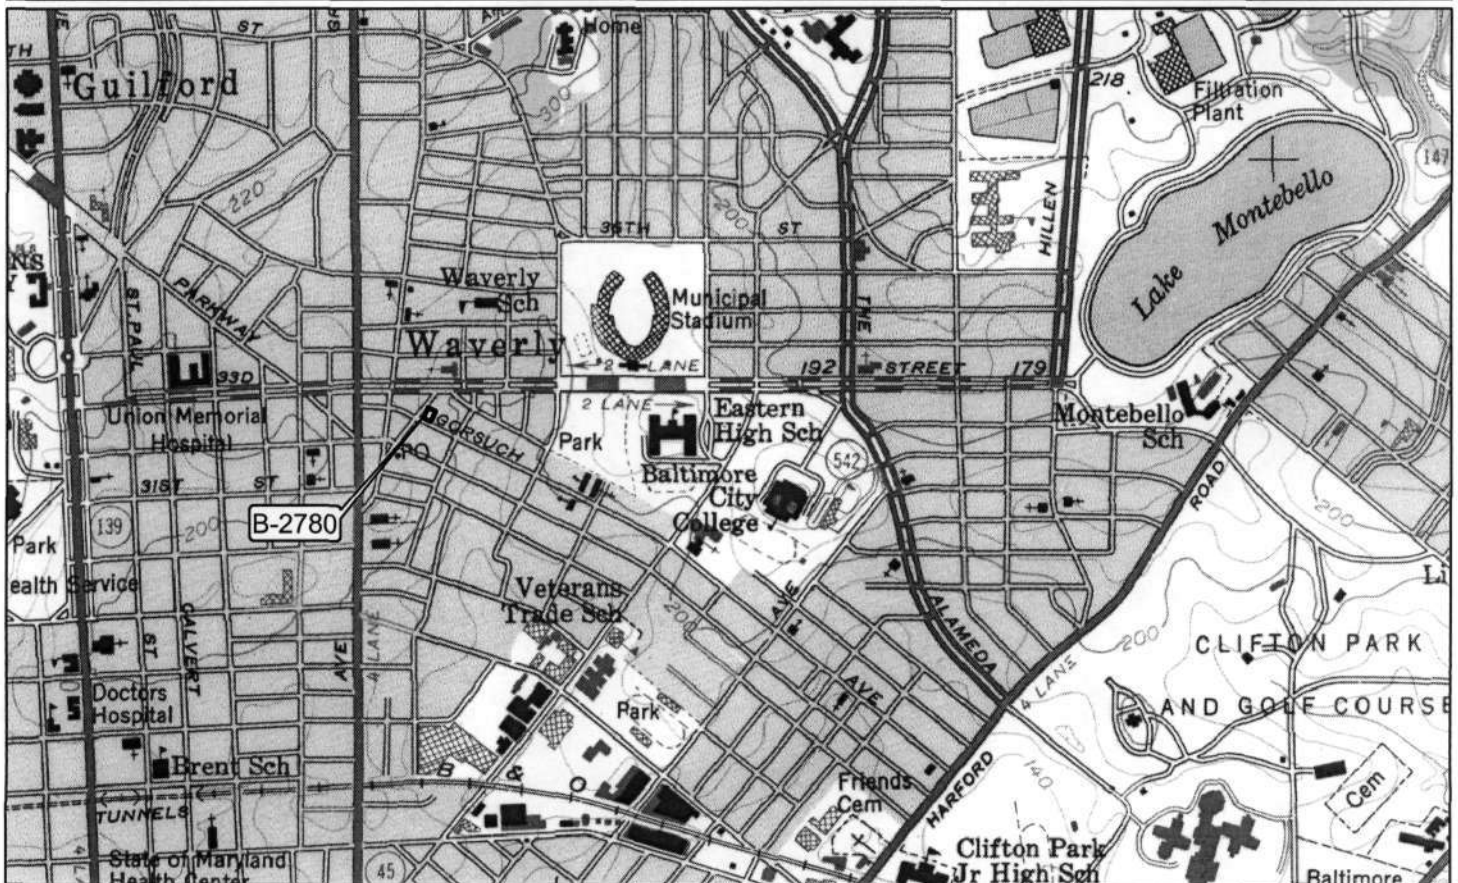 ST
Home
TH
Guilford
300
218
Filtration
Plant
147
220
200
36TH ST
HILLEN
Lake Montebello
NS
Waverly
Sch
Municipal
Stadium
ST. PAUL
PARKWAY
THE
Waverly
2 LANE
33D
192 STREET 179
2 LANE
Union Memorial
Hospital
GORSUCH
Park
Eastern
High Sch
Montebello
Sch
PO
542
31ST ST
Baltimore
City
College
ROAD
200
B-2780
139
200
Park
ealth Service
Veterans
Trade Sch
Li
200
AVE
CALVERT
ST
AVE
4 LANE
ALAMEDA
200
CLIFTON PARK
AND GOLF COURSE
4 LANE
Doctors
Hospital
AVE
Park
Brent Sch
B & O
TUNNELS
Friends
Cem
HARFORD
140
Cem
State of Maryland
Health Center
45
Clifton Park
Jr High Sch
Baltimore